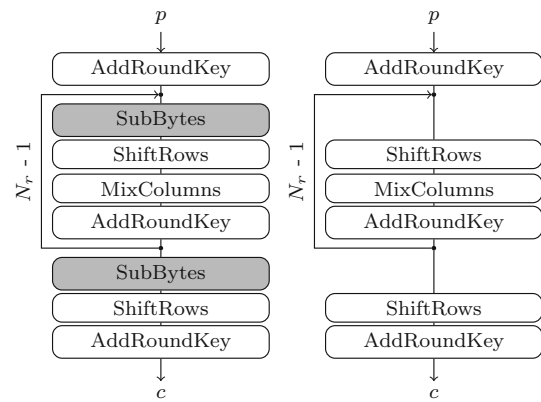 p
AddRoundKey
SubBytes
ShiftRows
MixColumns
AddRoundKey
N_r - 1
SubBytes
ShiftRows
AddRoundKey
c
p
AddRoundKey
ShiftRows
MixColumns
AddRoundKey
N_r - 1
ShiftRows
AddRoundKey
c